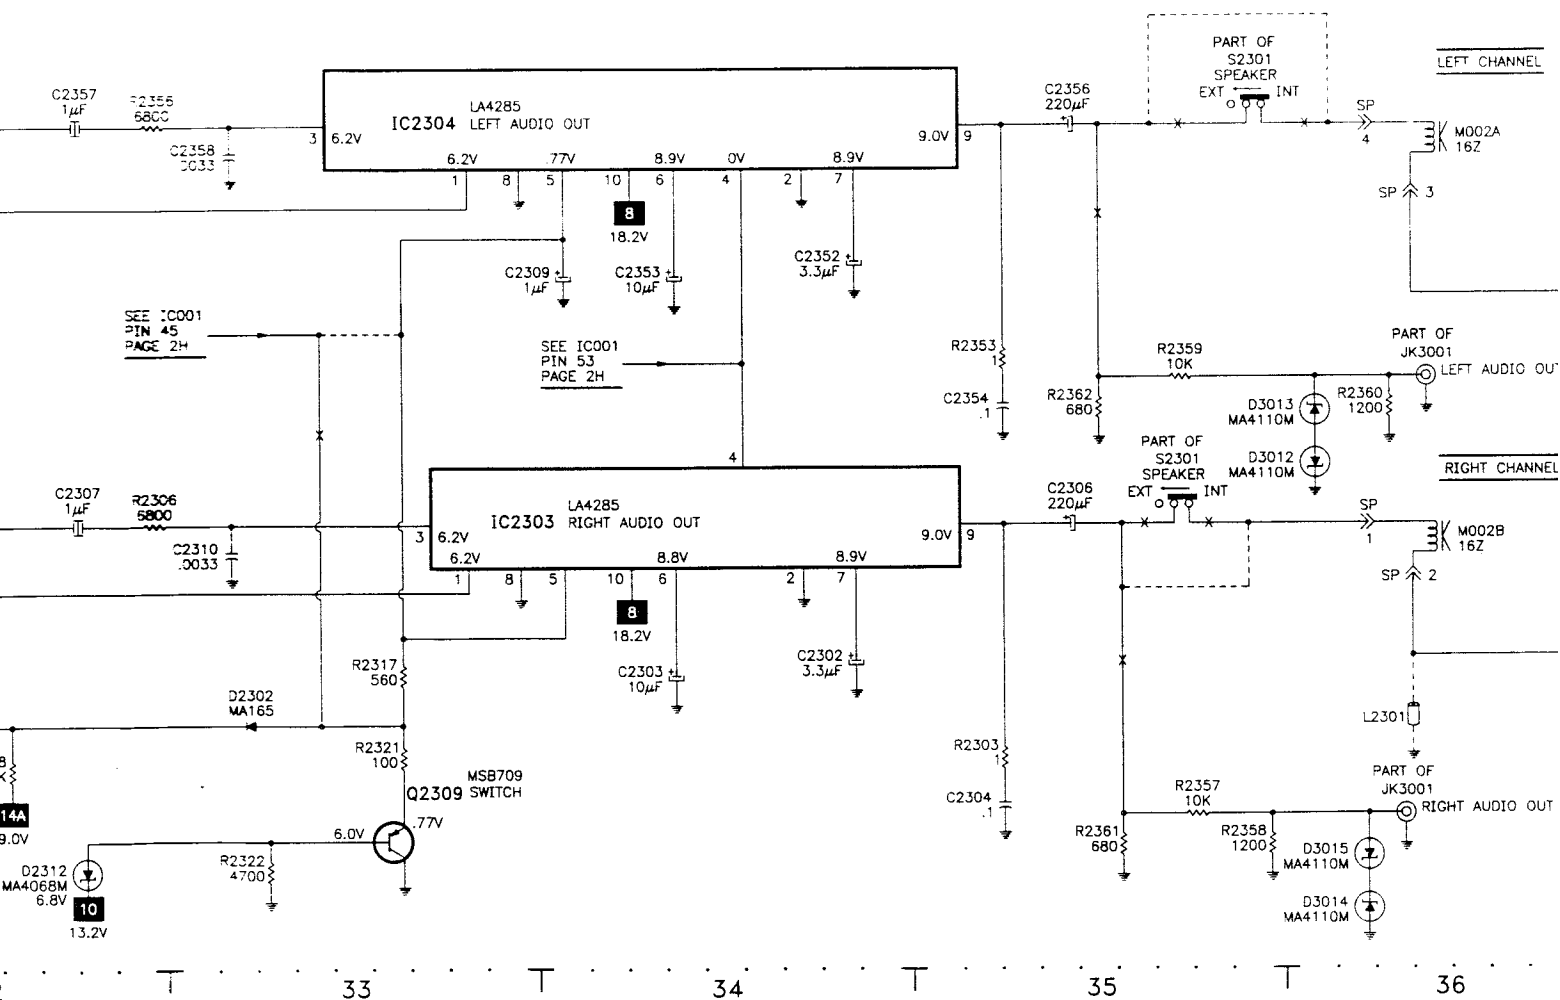 PART OF
S2301
SPEAKER
EXT INT
LEFT CHANNEL
C2357
1µF
6800
C2358
IC2304
LA4285
LEFT AUDIO OUT
3 6.2V
6.2V .77V 8.9V 0V 8.9V
9.0V 9
1 8 5 10 6 4 2 7
8
18.2V
C2356
220µF
SP
4
M002A
16Z
SP 3
C2309
1µF
C2353
10µF
C2352
3.3µF
SEE IC001
PIN 45
PAGE 2H
SEE IC001
PIN 53
PAGE 2H
R2353
1
C2354
.1
R2362
680
R2359
10K
PART OF
JK3001
LEFT AUDIO OUT
D3013
MA4110M
R2360
1200
D3012
MA4110M
PART OF
S2301
SPEAKER
EXT INT
RIGHT CHANNEL
4
C2307
1µF
R2306
6800
C2310
.0033
IC2303
LA4285
RIGHT AUDIO OUT
3 6.2V
6.2V 8.8V 8.9V
9.0V 9
1 8 5 10 6 2 7
8
18.2V
C2306
220µF
SP
1
M002B
16Z
SP 2
R2317
560
C2303
10µF
C2302
3.3µF
D2302
MA165
L2301
R2321
100
R2303
1
MSB709
Q2309 SWITCH
8
K
14A
9.0V
C2304
.1
R2357
10K
PART OF
JK3001
RIGHT AUDIO OUT
6.0V .77V
R2361
680
R2358
1200
D3015
MA4110M
D2312
MA4068M
6.8V
R2322
4700
10
13.2V
D3014
MA4110M
33 34 35 36